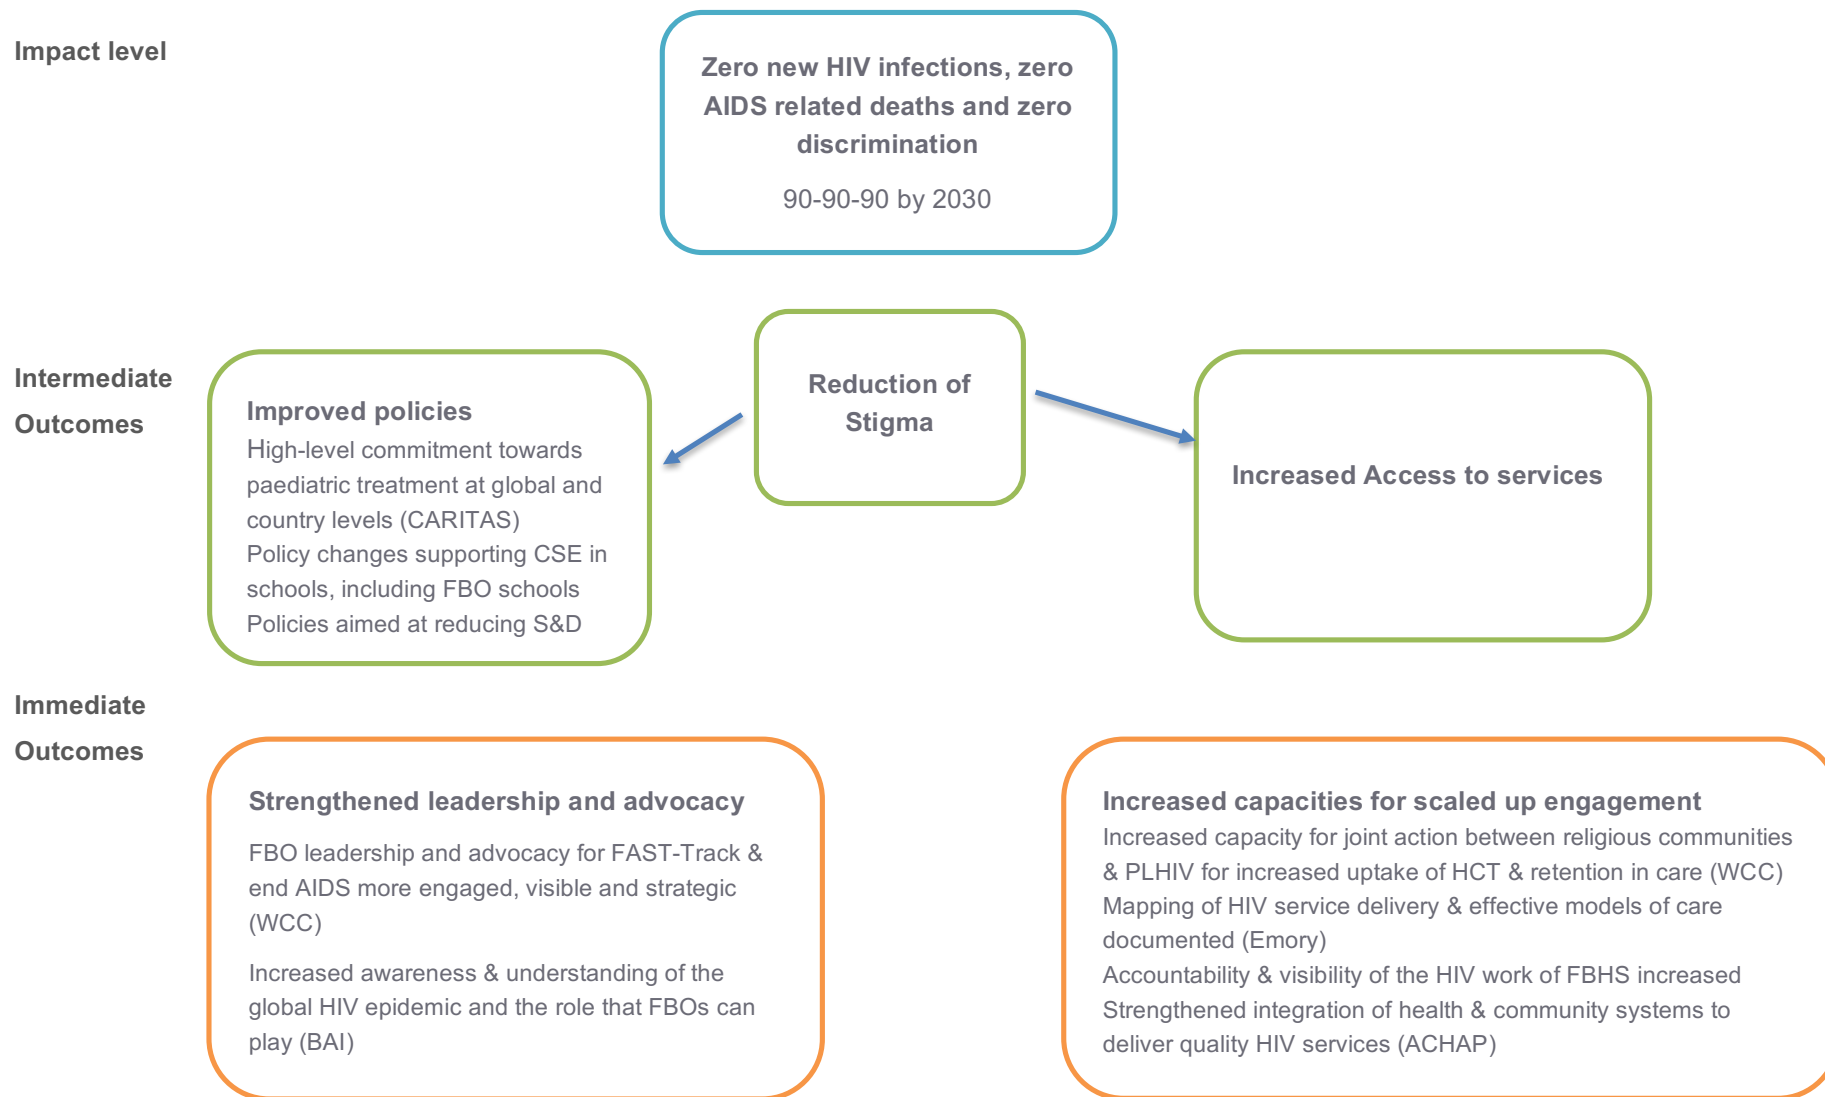 Impact level
Zero new HIV infections, zero
AIDS related deaths and zero
discrimination
90-90-90 by 2030
Intermediate
Outcomes
Improved policies
High-level commitment towards
paediatric treatment at global and
country levels (CARITAS)
Policy changes supporting CSE in
schools, including FBO schools
Policies aimed at reducing S&D
Reduction of
Stigma
Increased Access to services
Immediate
Outcomes
Strengthened leadership and advocacy
FBO leadership and advocacy for FAST-Track &
end AIDS more engaged, visible and strategic
(WCC)
Increased awareness & understanding of the
global HIV epidemic and the role that FBOs can
play (BAI)
Increased capacities for scaled up engagement
Increased capacity for joint action between religious communities
& PLHIV for increased uptake of HCT & retention in care (WCC)
Mapping of HIV service delivery & effective models of care
documented (Emory)
Accountability & visibility of the HIV work of FBHS increased
Strengthened integration of health & community systems to
deliver quality HIV services (ACHAP)